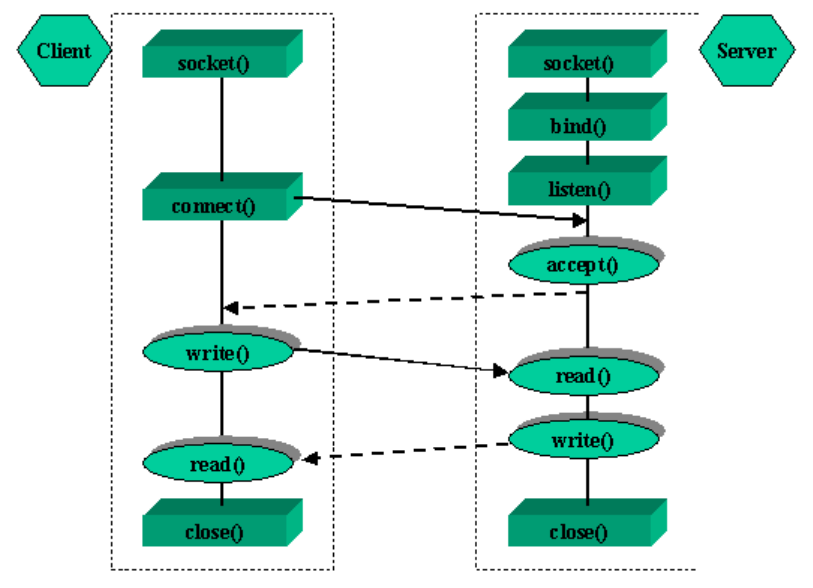 Client
socket()
connect()
write()
read()
close()
Server
socket()
bind()
listen()
accept()
read()
write()
close()